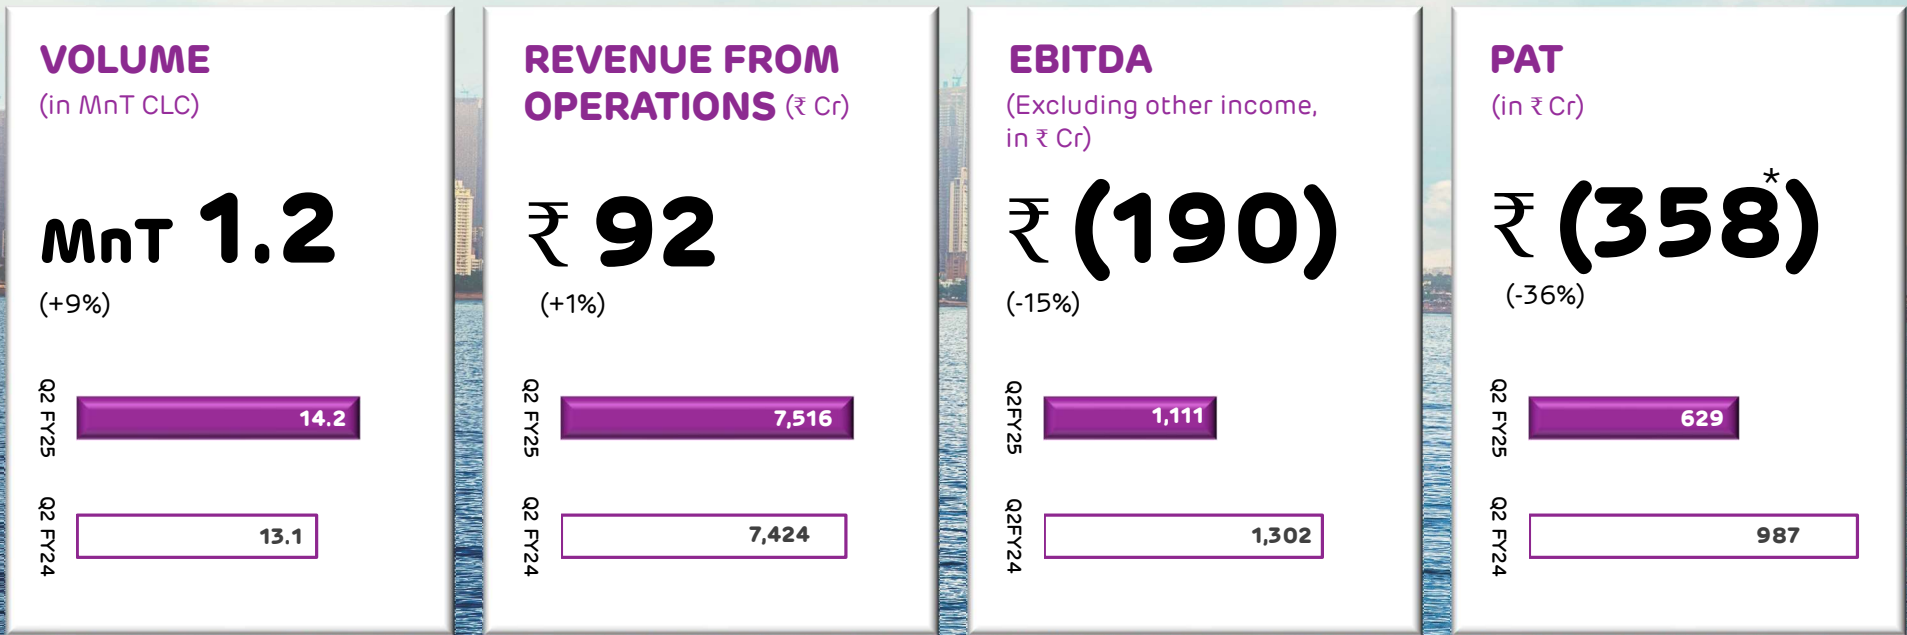 VOLUME
(in MnT CLC)
MnT 1.2
(+9%)
Q2 FY25
14.2
Q2 FY24
13.1
REVENUE FROM
OPERATIONS (₹ Cr)
₹ 92
(+1%)
Q2 FY25
7,516
Q2 FY24
7,424
EBITDA
(Excluding other income,
in ₹ Cr)
₹ (190)
(-15%)
Q2FY25
1,111
Q2FY24
1,302
PAT
(in ₹ Cr)
₹ (358*)
(-36%)
Q2 FY25
629
Q2 FY24
987